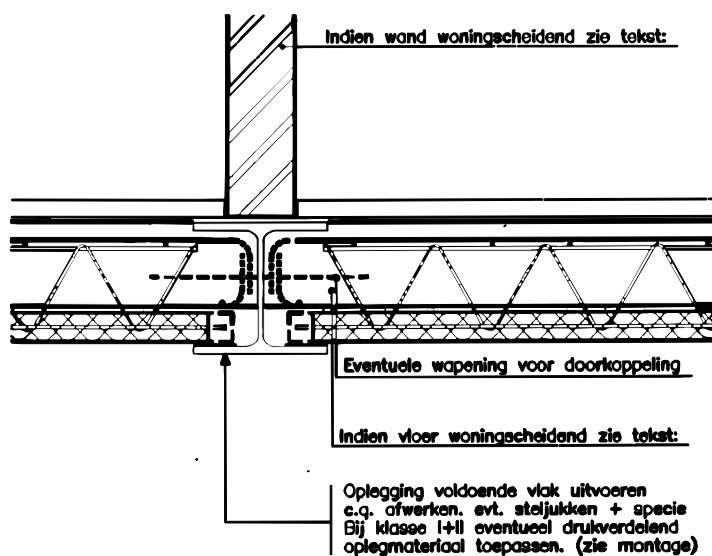 Indien wand woningscheidend zie tekst:
Eventuele wapening voor doorkoppeling
Indien vloer woningscheidend zie tekst:
Oplegging voldoende vlak uitvoeren
c.q. afwerken. evt. steljukken + specie
Bij klasse I+II eventueel drukverdelend
oplegmateriaal toepassen. (zie montage)